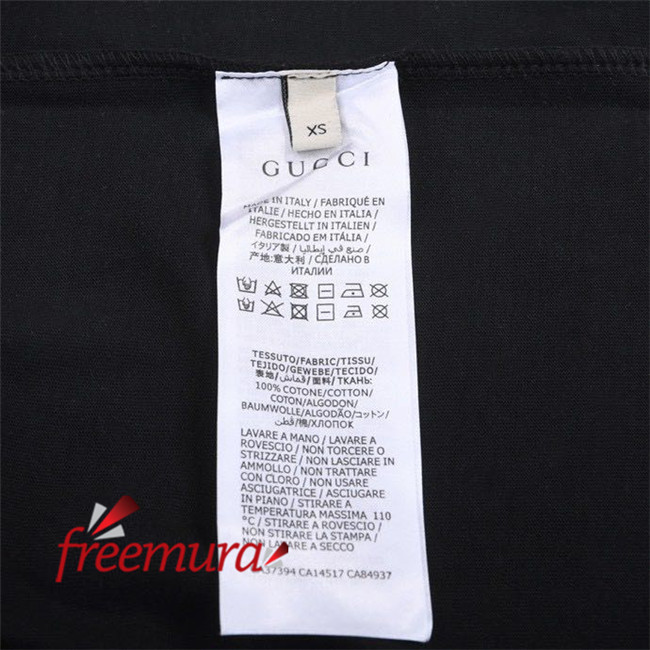 XS
GUCCI
MADE IN ITALY / FABRIQUÉ EN
ITALIE / HECHO EN ITALIA /
HERGESTELLT IN ITALIEN /
FABRICADO EM ITÁLIA /
イタリア製 / صنع في إيطاليا /
产地:意大利 / СДЕЛАНО В
ИТАЛИИ
TESSUTO/FABRIC/TISSU/
TEJIDO/GEWEBE/TECIDO/
表地/قماش/面料/ТКАНЬ:
100% COTONE/COTTON/
COTON/ALGODON/
BAUMWOLLE/ALGODÃO/コットン/
قطن/棉/ХЛОПОК
LAVARE A MANO / LAVARE A
ROVESCIO / NON TORCERE O
STRIZZARE / NON LASCIARE IN
AMMOLLO / NON TRATTARE
CON CLORO / NON USARE
ASCIUGATRICE / ASCIUGARE
IN PIANO / STIRARE A
TEMPERATURA MASSIMA 110
°C / STIRARE A ROVESCIO /
NON STIRARE LA STAMPA /
NON LAVARE A SECCO
CA14517 CA84937
freemura